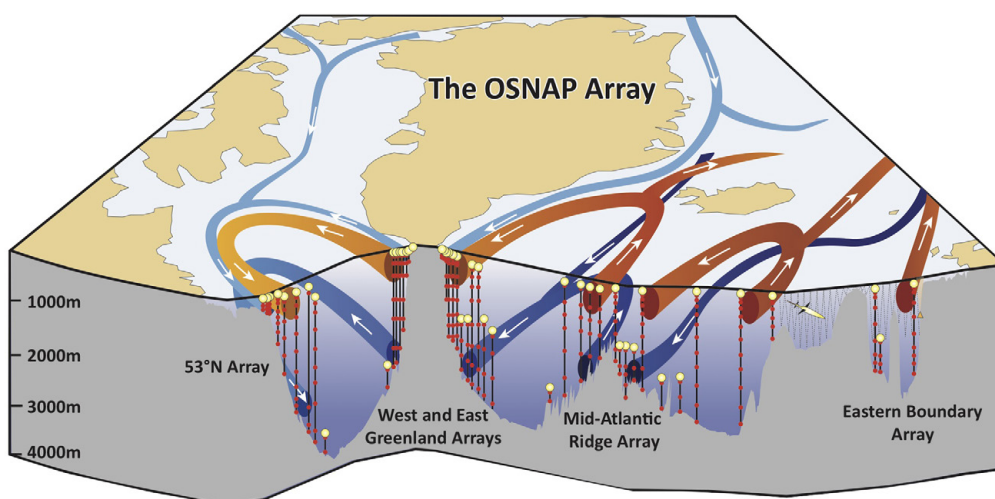 The OSNAP Array
1000m
2000m
3000m
4000m
53°N Array
West and East
Greenland Arrays
Mid-Atlantic
Ridge Array
Eastern Boundary
Array